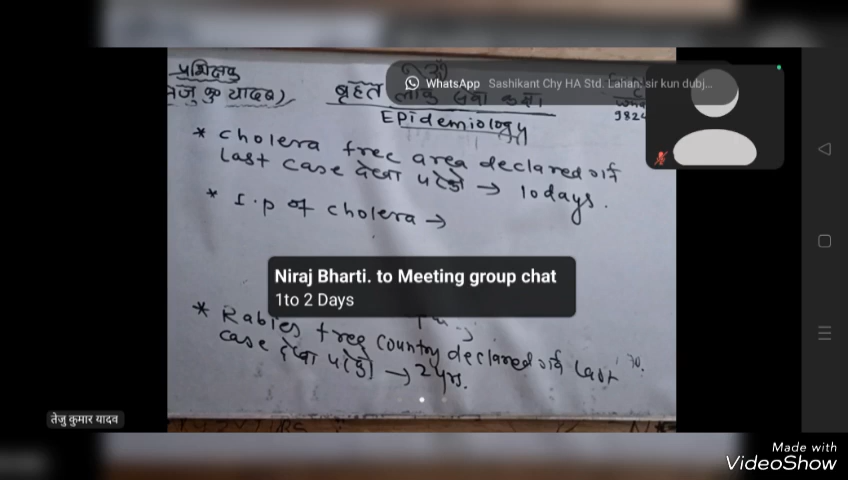 प्रशिक्षक
तेजु कु यादव)
बृहत लोक सेवा कक्षा
WhatsApp Sashikant Chy HA Std. Lahan: sir kun dubj...
Epidemiology
9824
* Cholera free area declared गर्न
last case देखा परेको → 10 days.
* I.p of cholera →
Niraj Bharti. to Meeting group chat
1to 2 Days
* Rabies free country declared गर्न last
case देखा परेको → 2 yrs.
तेजु कुमार यादव
Made with
VideoShow